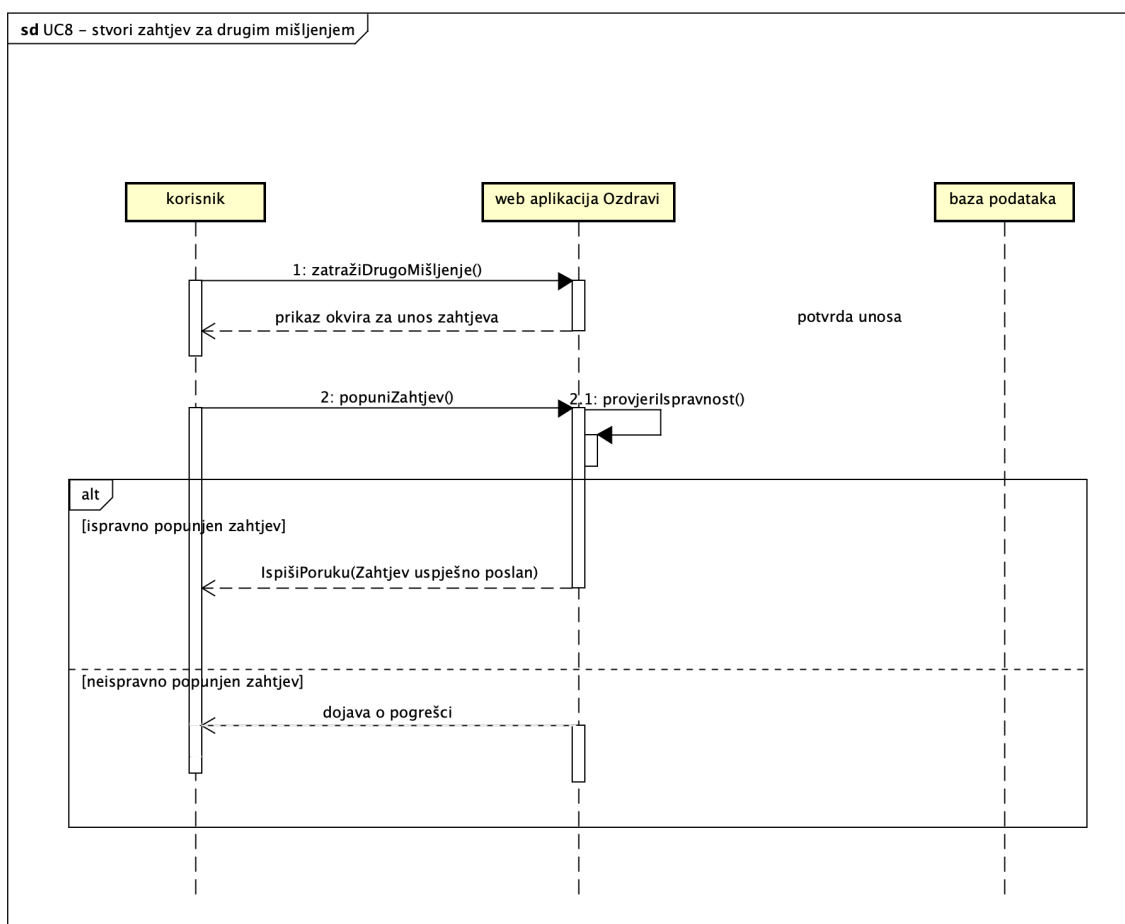 sd UC8 – stvori zahtjev za drugim mišljenjem
korisnik
web aplikacija Ozdravi
baza podataka
1: zatražiDrugoMišljenje()
prikaz okvira za unos zahtjeva
potvrda unosa
2: popuniZahtjev()
2.1: provjeriIspravnost()
alt
[ispravno popunjen zahtjev]
IspišiPoruku(Zahtjev uspješno poslan)
[neispravno popunjen zahtjev]
dojava o pogrešci